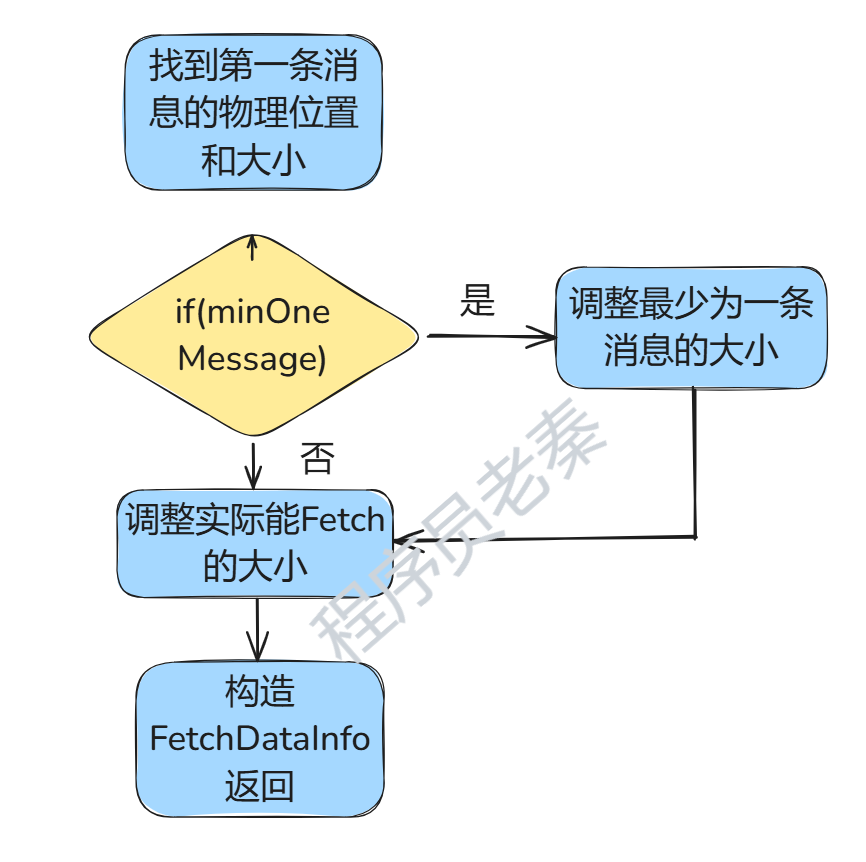 找到第一条消
息的物理位置
和大小
if(minOne
Message)
是
调整最少为一条
消息的大小
否
调整实际能Fetch
的大小
构造
FetchDataInfo
返回
程序员老秦